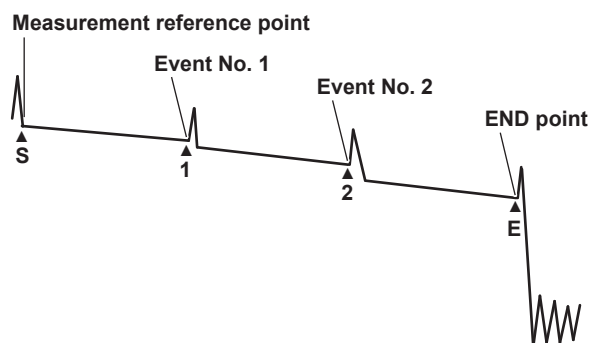 Measurement reference point
Event No. 1
Event No. 2
END point
S
1
2
E